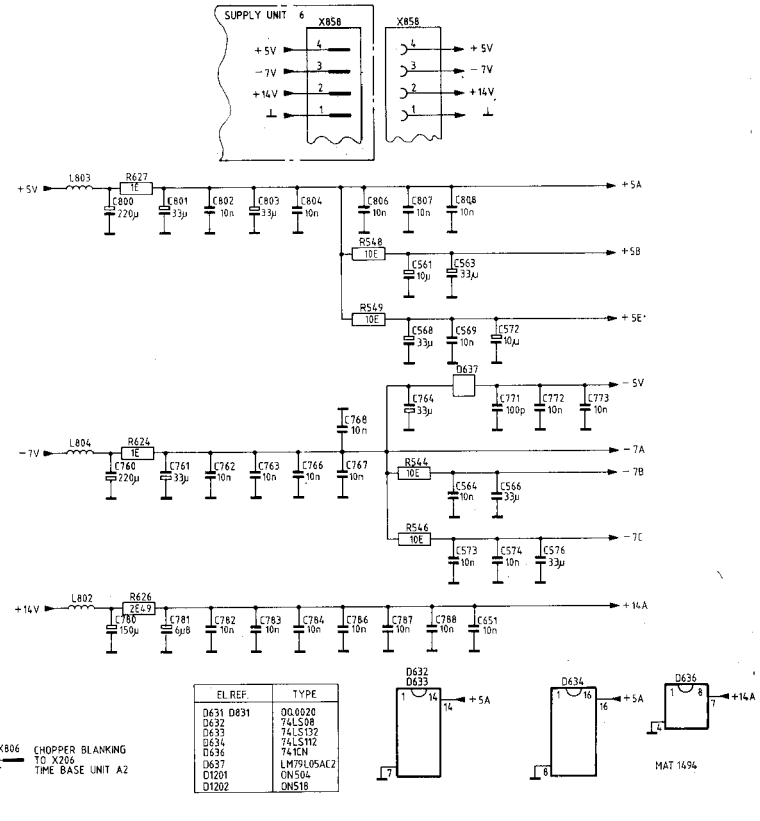 SUPPLY UNIT 6
X858 X858
+5V 4 4 +5V
-7V 3 3 -7V
+14V 2 2 +14V
⊥ 1 1 ⊥
+5V L803 R627 1E +5A
C800 220µ C801 33µ C802 10n C803 33µ C804 10n C806 10n C807 10n C808 10n
R548 10E +5B
C561 10µ C563 33µ
R549 10E +5E
C568 33µ C569 10n C572 10µ
D637 -5V
C764 33µ C771 100p C772 10n C773 10n
C768 10n
-7V L804 R624 1E -7A
C760 220µ C761 33µ C762 10n C763 10n C766 10n C767 10n
R544 10E -7B
C564 10n C566 33µ
R546 10E -7C
C573 10n C574 10n C576 33µ
+14V L802 R626 2E49 +14A
C780 150µ C781 6µ8 C782 10n C783 10n C784 10n C786 10n C787 10n C788 10n C651 10n
EL.REF. TYPE
D631 D831 OQ.0020
D632 74LS08
D633 74LS132
D634 74LS112
D636 741CN
D637 LM79L05AC2
D1201 ON504
D1202 ON518
D632
D633
1 14 +5A
14
7
D634
1 16 +5A
16
8
D636
1 8 +14A
7
4
X806 CHOPPER BLANKING
TO X206
TIME BASE UNIT A2
MAT 1494